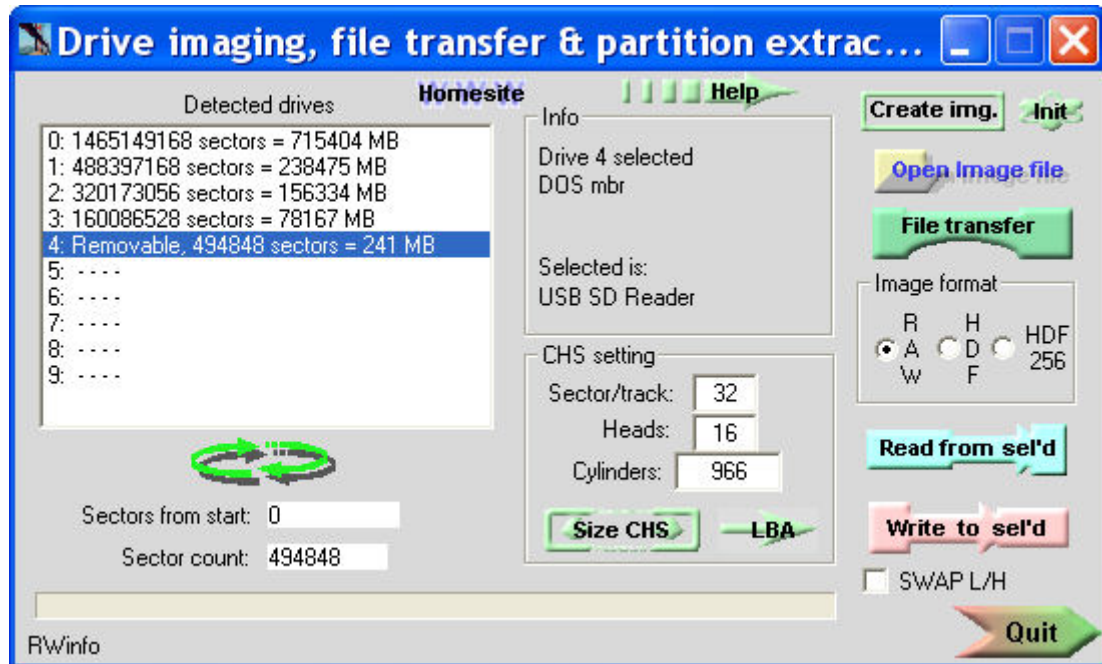 Drive imaging, file transfer & partition extrac...
Detected drives
Homesite
Help
0: 1465149168 sectors = 715404 MB
1: 488397168 sectors = 238475 MB
2: 320173056 sectors = 156334 MB
3: 160086528 sectors = 78167 MB
4: Removable, 494848 sectors = 241 MB
5: ----
6: ----
7: ----
8: ----
9: ----
Sectors from start: 0
Sector count: 494848
RWinfo
Info
Drive 4 selected
DOS mbr
Selected is:
USB SD Reader
CHS setting
Sector/track: 32
Heads: 16
Cylinders: 966
Size CHS
LBA
Create img.
Init
Open Image file
File transfer
Image format
RAW
HDF
HDF
256
Read from sel'd
Write to sel'd
SWAP L/H
Quit